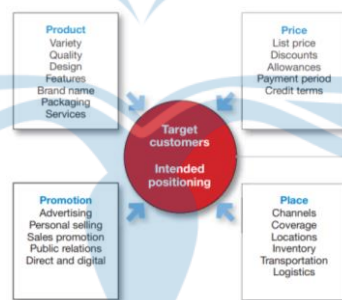 Product
Variety
Quality
Design
Features
Brand name
Packaging
Services
Price
List price
Discounts
Allowances
Payment period
Credit terms
Target
customers
Intended
positioning
Promotion
Advertising
Personal selling
Sales promotion
Public relations
Direct and digital
Place
Channels
Coverage
Locations
Inventory
Transportation
Logistics